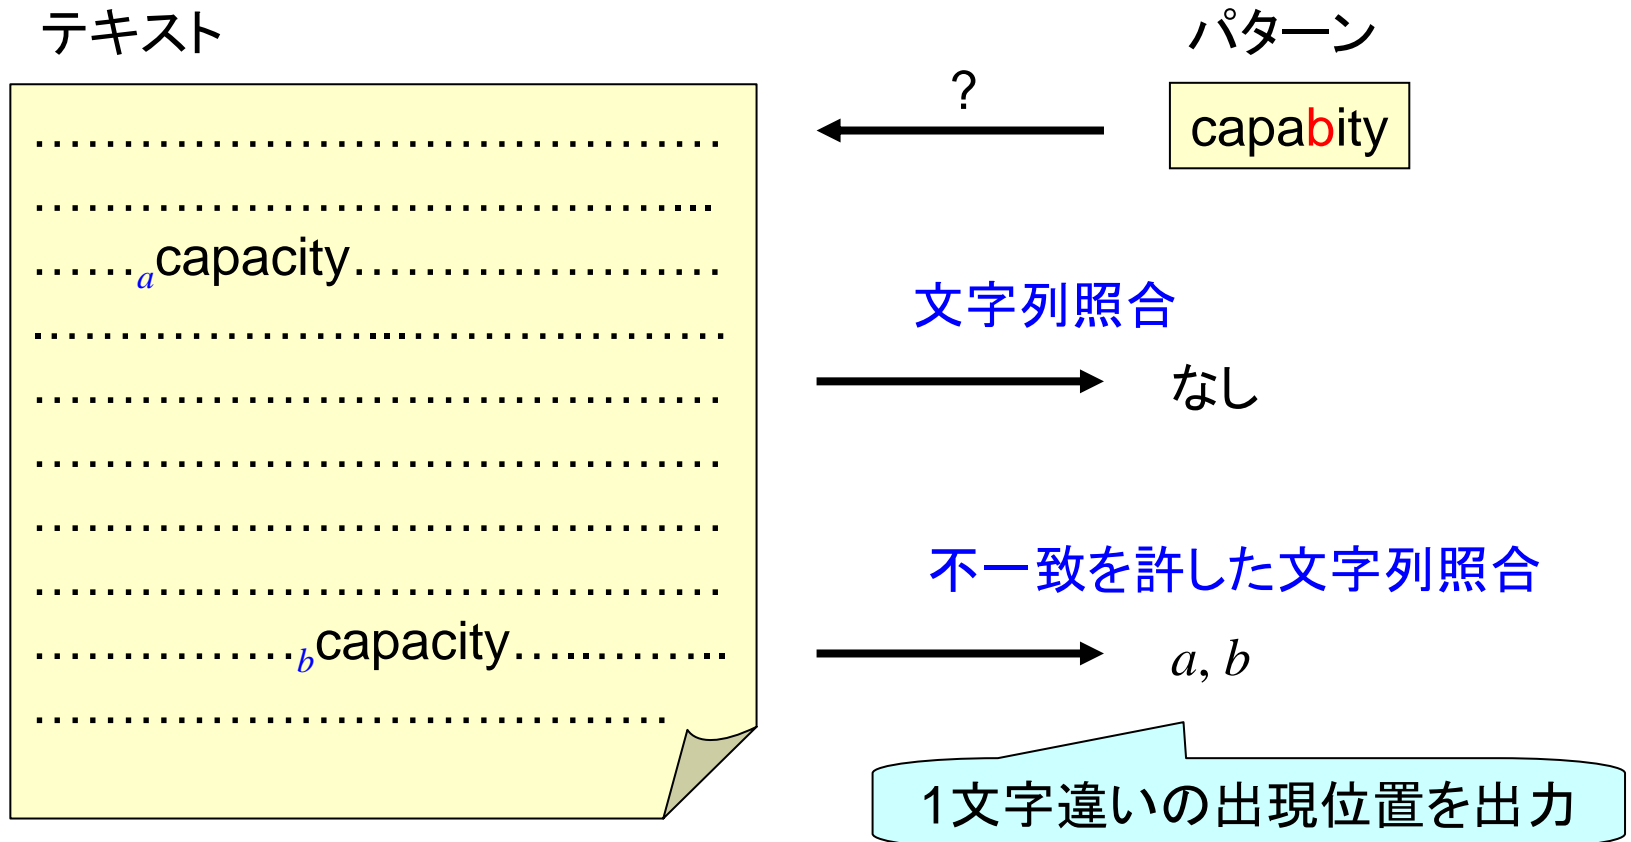 テキスト
パターン
?
capabity
……………………………………
…………………………………...
……acapacity……………………
.………………...………………
……………………………………
……………………………………
……………………………………
……………………………………
……………bcapacity…..……..
…………………………………
文字列照合
なし
不一致を許した文字列照合
a, b
1文字違いの出現位置を出力